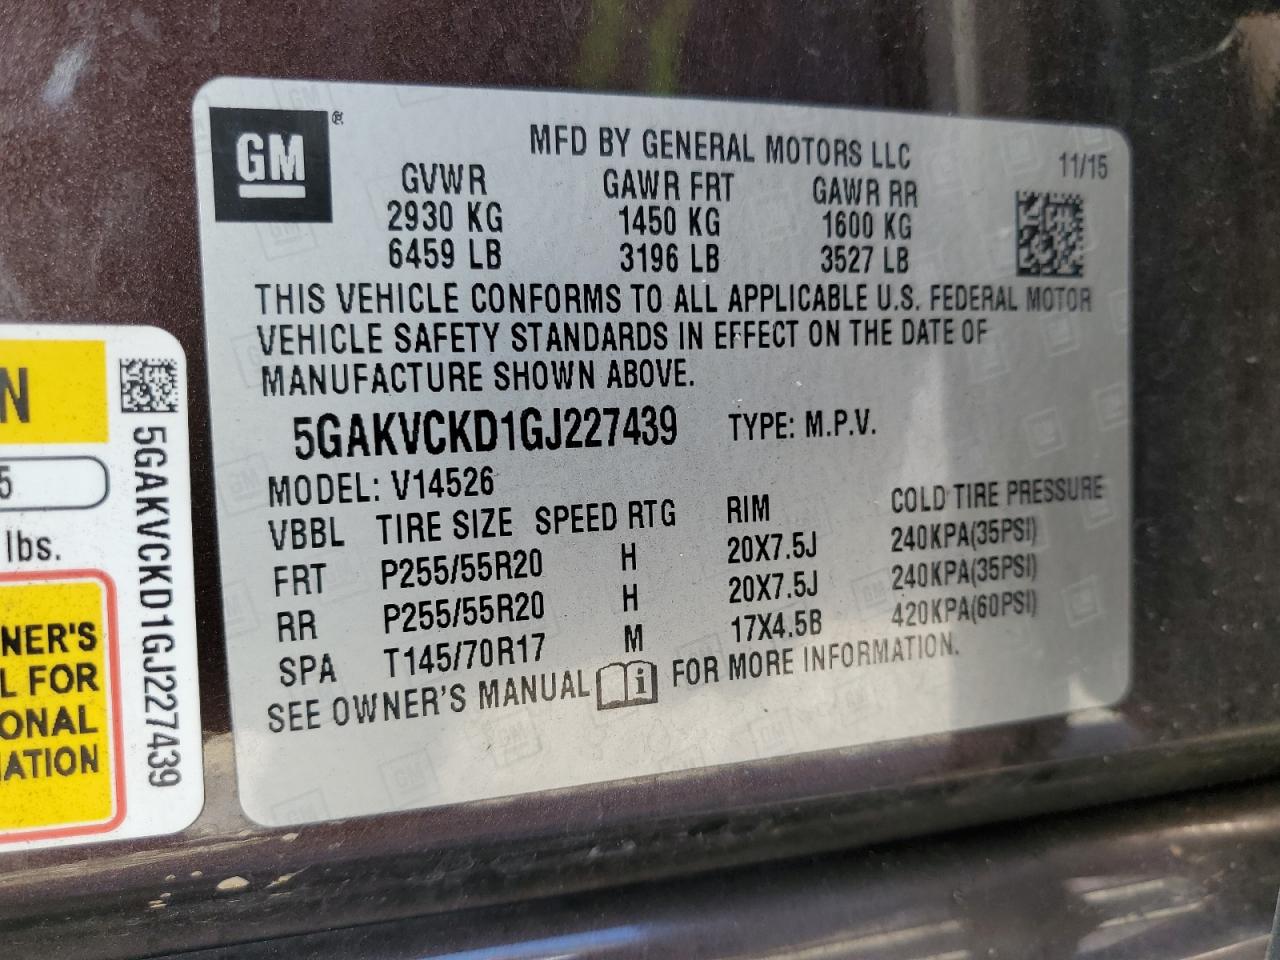 GM®
MFD BY GENERAL MOTORS LLC
11/15
GVWR GAWR FRT GAWR RR
2930 KG 1450 KG 1600 KG
6459 LB 3196 LB 3527 LB
THIS VEHICLE CONFORMS TO ALL APPLICABLE U.S. FEDERAL MOTOR
VEHICLE SAFETY STANDARDS IN EFFECT ON THE DATE OF
MANUFACTURE SHOWN ABOVE.
5GAKVCKD1GJ227439 TYPE: M.P.V.
MODEL: V14526
VBBL TIRE SIZE SPEED RTG RIM COLD TIRE PRESSURE
FRT P255/55R20 H 20X7.5J 240KPA(35PSI)
RR P255/55R20 H 20X7.5J 240KPA(35PSI)
SPA T145/70R17 M 17X4.5B 420KPA(60PSI)
SEE OWNER'S MANUAL i FOR MORE INFORMATION.
N
5
lbs.
NER'S
L FOR
ONAL
ATION
5GAKVCKD1GJ227439